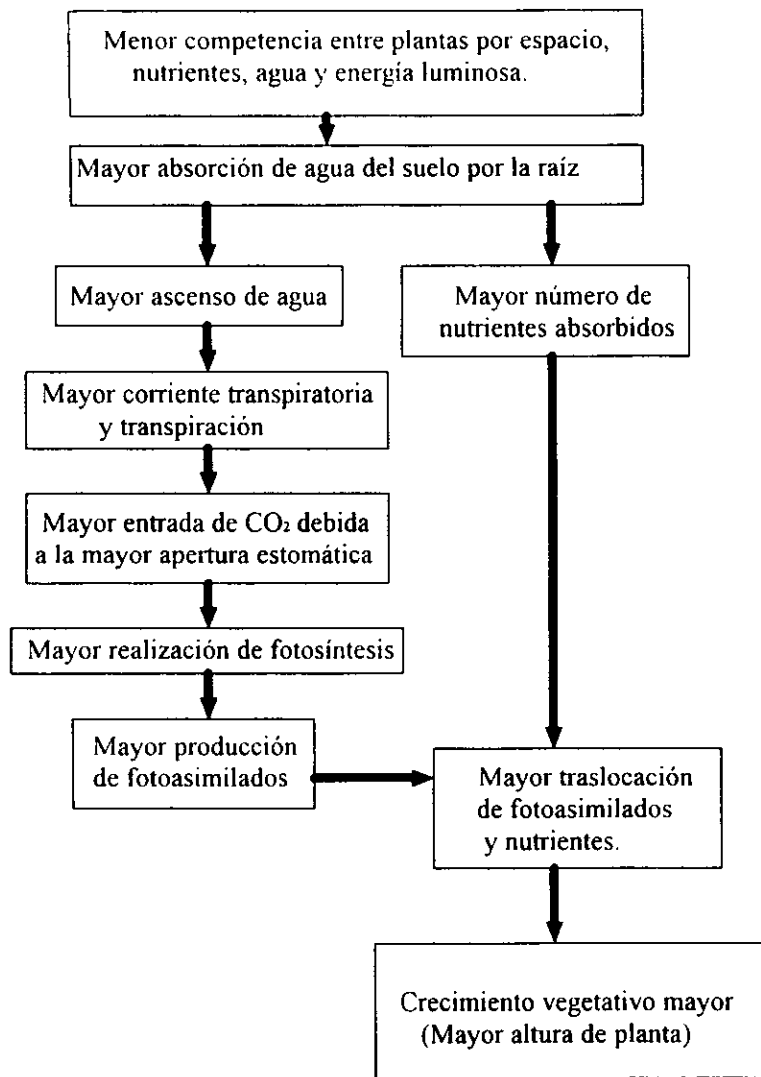 Menor competencia entre plantas por espacio,
nutrientes, agua y energía luminosa.
Mayor absorción de agua del suelo por la raíz
Mayor ascenso de agua
Mayor número de
nutrientes absorbidos
Mayor corriente transpiratoria
y transpiración
Mayor entrada de CO₂ debida
a la mayor apertura estomática
Mayor realización de fotosíntesis
Mayor producción
de fotoasimilados
Mayor traslocación
de fotoasimilados
y nutrientes.
Crecimiento vegetativo mayor
(Mayor altura de planta)